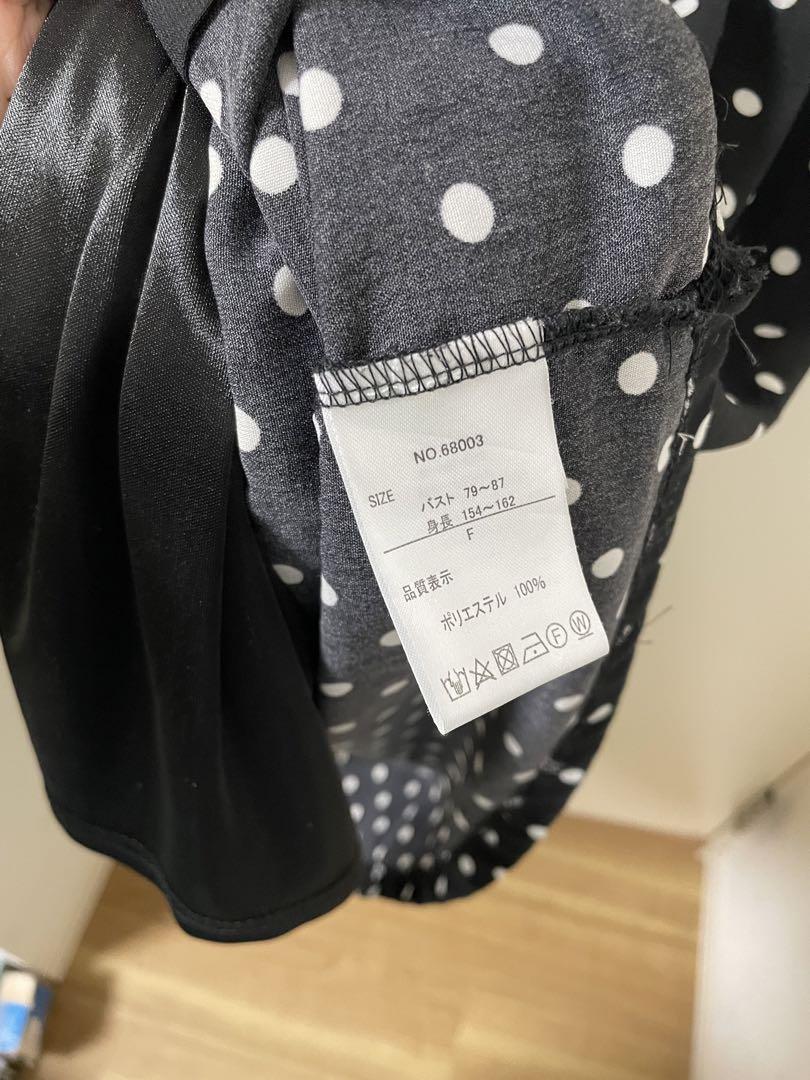 NO.68003
SIZE バスト 79～87
身長 154～162
F
品質表示
ポリエステル 100%
F W